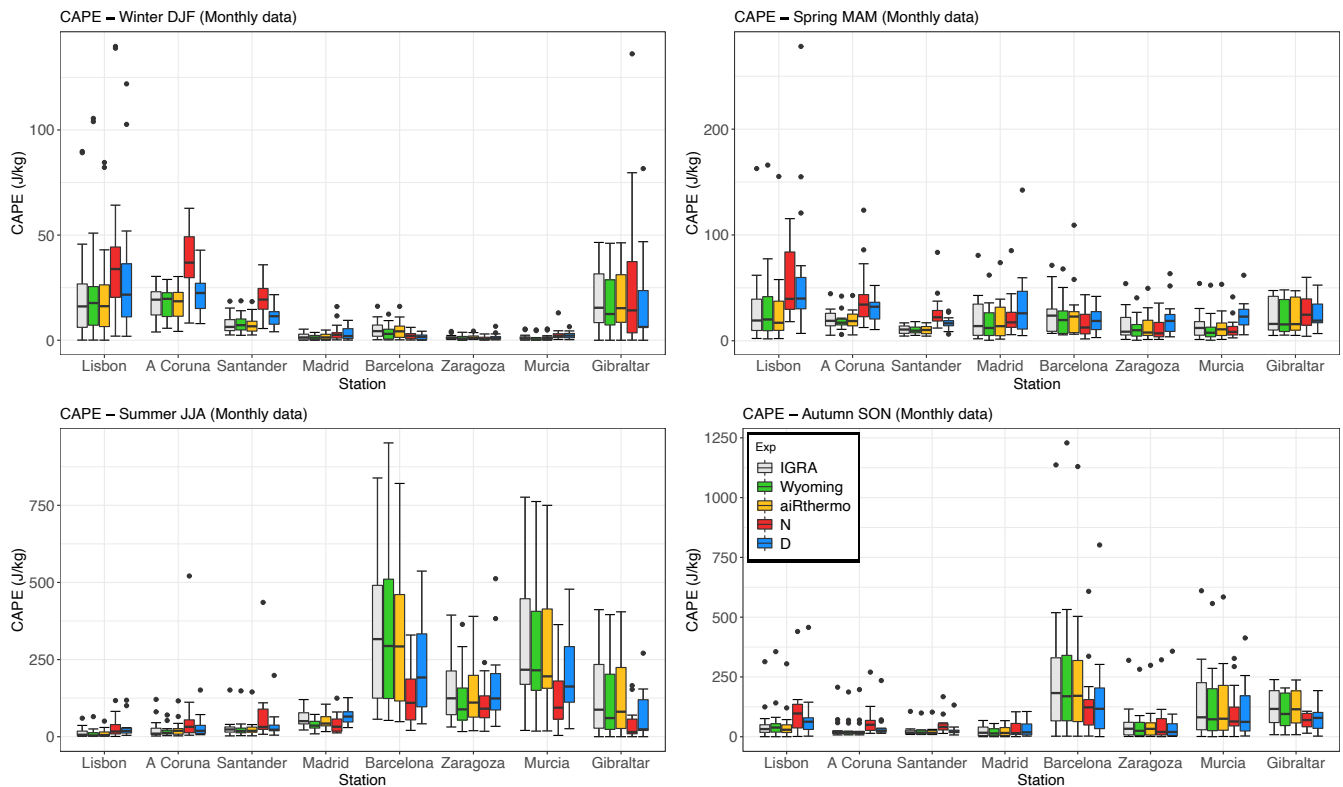 CAPE – Winter DJF (Monthly data)
CAPE (J/kg)
100
50
0
Lisbon A Coruna Santander Madrid Barcelona Zaragoza Murcia Gibraltar
Station
CAPE – Spring MAM (Monthly data)
CAPE (J/kg)
200
100
0
Lisbon A Coruna Santander Madrid Barcelona Zaragoza Murcia Gibraltar
Station
CAPE – Summer JJA (Monthly data)
CAPE (J/kg)
750
500
250
0
Lisbon A Coruna Santander Madrid Barcelona Zaragoza Murcia Gibraltar
Station
CAPE – Autumn SON (Monthly data)
CAPE (J/kg)
1250
1000
750
500
250
0
Exp
IGRA
Wyoming
aiRthermo
N
D
Lisbon A Coruna Santander Madrid Barcelona Zaragoza Murcia Gibraltar
Station